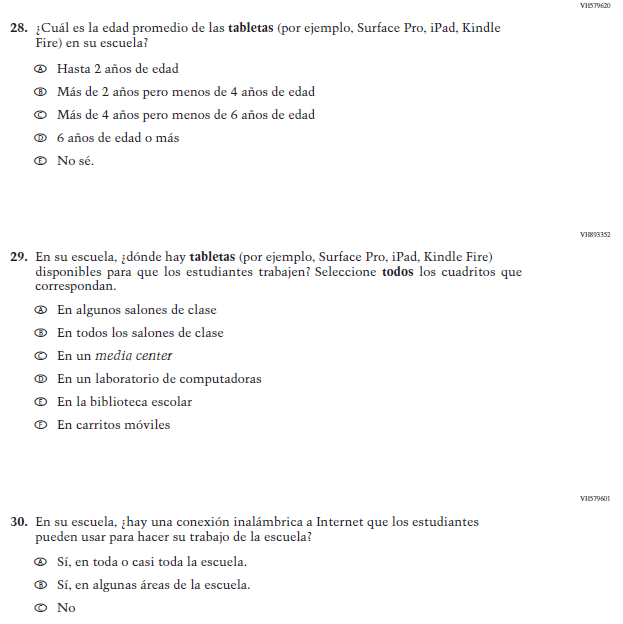 VH579620
28. ¿Cuál es la edad promedio de las tabletas (por ejemplo, Surface Pro, iPad, Kindle
Fire) en su escuela?
Ⓐ Hasta 2 años de edad
Ⓑ Más de 2 años pero menos de 4 años de edad
Ⓒ Más de 4 años pero menos de 6 años de edad
Ⓓ 6 años de edad o más
Ⓔ No sé.
VH893352
29. En su escuela, ¿dónde hay tabletas (por ejemplo, Surface Pro, iPad, Kindle Fire)
disponibles para que los estudiantes trabajen? Seleccione todos los cuadritos que
correspondan.
Ⓐ En algunos salones de clase
Ⓑ En todos los salones de clase
Ⓒ En un media center
Ⓓ En un laboratorio de computadoras
Ⓔ En la biblioteca escolar
Ⓕ En carritos móviles
VH579601
30. En su escuela, ¿hay una conexión inalámbrica a Internet que los estudiantes
pueden usar para hacer su trabajo de la escuela?
Ⓐ Sí, en toda o casi toda la escuela.
Ⓑ Sí, en algunas áreas de la escuela.
Ⓒ No